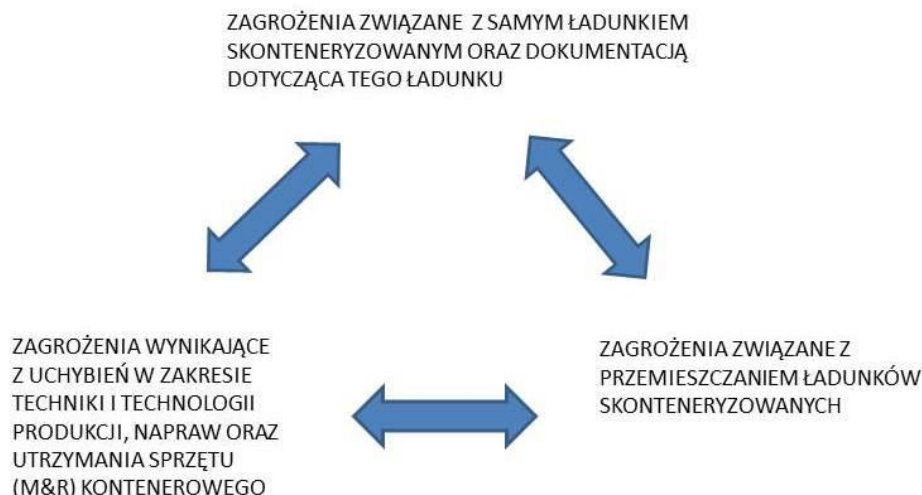 ZAGROŻENIA ZWIĄZANE Z SAMYM ŁADUNKIEM
SKONTENERYZOWANYM ORAZ DOKUMENTACJĄ
DOTYCZĄCA TEGO ŁADUNKU
ZAGROŻENIA WYNIKAJĄCE
Z UCHYBIEŃ W ZAKRESIE
TECHNIKI I TECHNOLOGII
PRODUKCJI, NAPRAW ORAZ
UTRZYMANIA SPRZĘTU
(M&R) KONTENEROWEGO
ZAGROŻENIA ZWIĄZANE Z
PRZEMIESZCZANIEM ŁADUNKÓW
SKONTENERYZOWANYCH